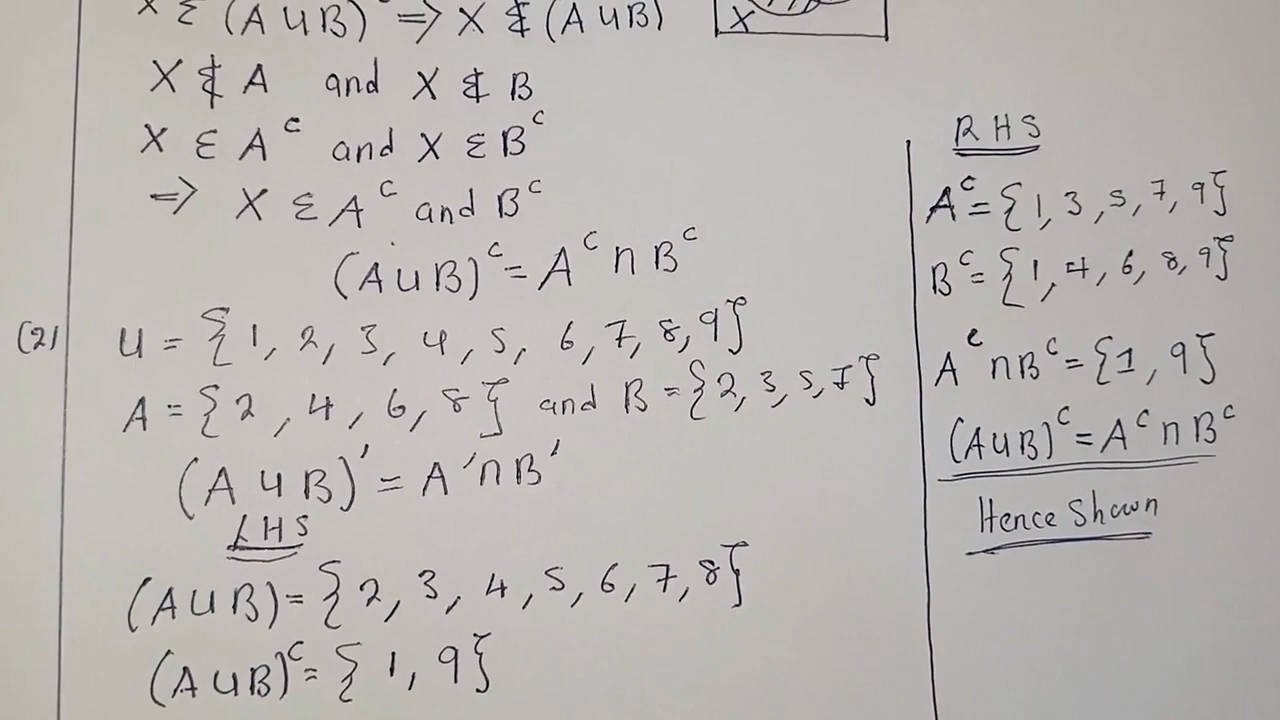 X ∈ (A ∪ B)ᶜ ⇒ X ∉ (A ∪ B)
X
X ∉ A and X ∉ B
X ∈ Aᶜ and X ∈ Bᶜ
⇒ X ∈ Aᶜ and Bᶜ
(A ∪ B)ᶜ = Aᶜ ∩ Bᶜ
(2) U = {1, 2, 3, 4, 5, 6, 7, 8, 9}
A = {2, 4, 6, 8} and B = {2, 3, 5, 7}
(A ∪ B)′ = A′ ∩ B′
LHS
(A ∪ B) = {2, 3, 4, 5, 6, 7, 8}
(A ∪ B)ᶜ = {1, 9}
RHS
Aᶜ = {1, 3, 5, 7, 9}
Bᶜ = {1, 4, 6, 8, 9}
Aᶜ ∩ Bᶜ = {1, 9}
(A ∪ B)ᶜ = Aᶜ ∩ Bᶜ
Hence Shown